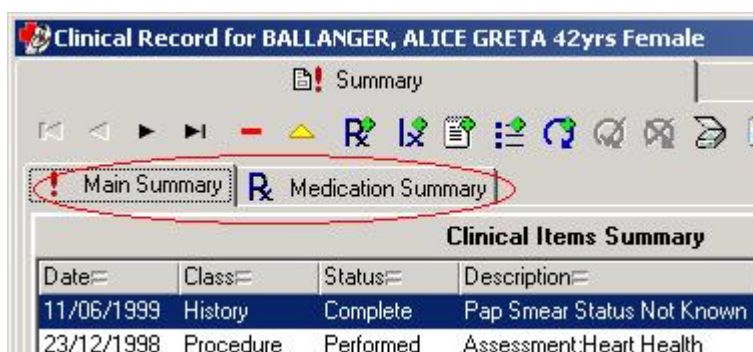 Clinical Record for BALLANGER, ALICE GRETA 42yrs Female
Summary
Main Summary Rx Medication Summary
Clinical Items Summary
Date Class Status Description
11/06/1999 History Complete Pap Smear Status Not Known
23/12/1998 Procedure Performed Assessment:Heart Health